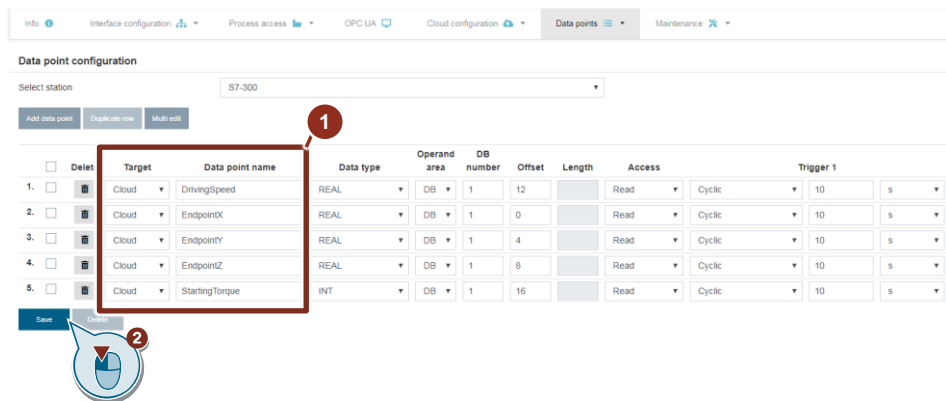 Info Interface configuration Process access OPC UA Cloud configuration Data points Maintenance
Data point configuration
Select station S7-300
Add data point Duplicate row Multi edit
1
Delet Target Data point name Data type Operand area DB number Offset Length Access Trigger 1
1. Cloud DrivingSpeed REAL DB 1 12 Read Cyclic 10 s
2. Cloud EndpointX REAL DB 1 0 Read Cyclic 10 s
3. Cloud EndpointY REAL DB 1 4 Read Cyclic 10 s
4. Cloud EndpointZ REAL DB 1 8 Read Cyclic 10 s
5. Cloud StartingTorque INT DB 1 16 Read Cyclic 10 s
Save Delete
2